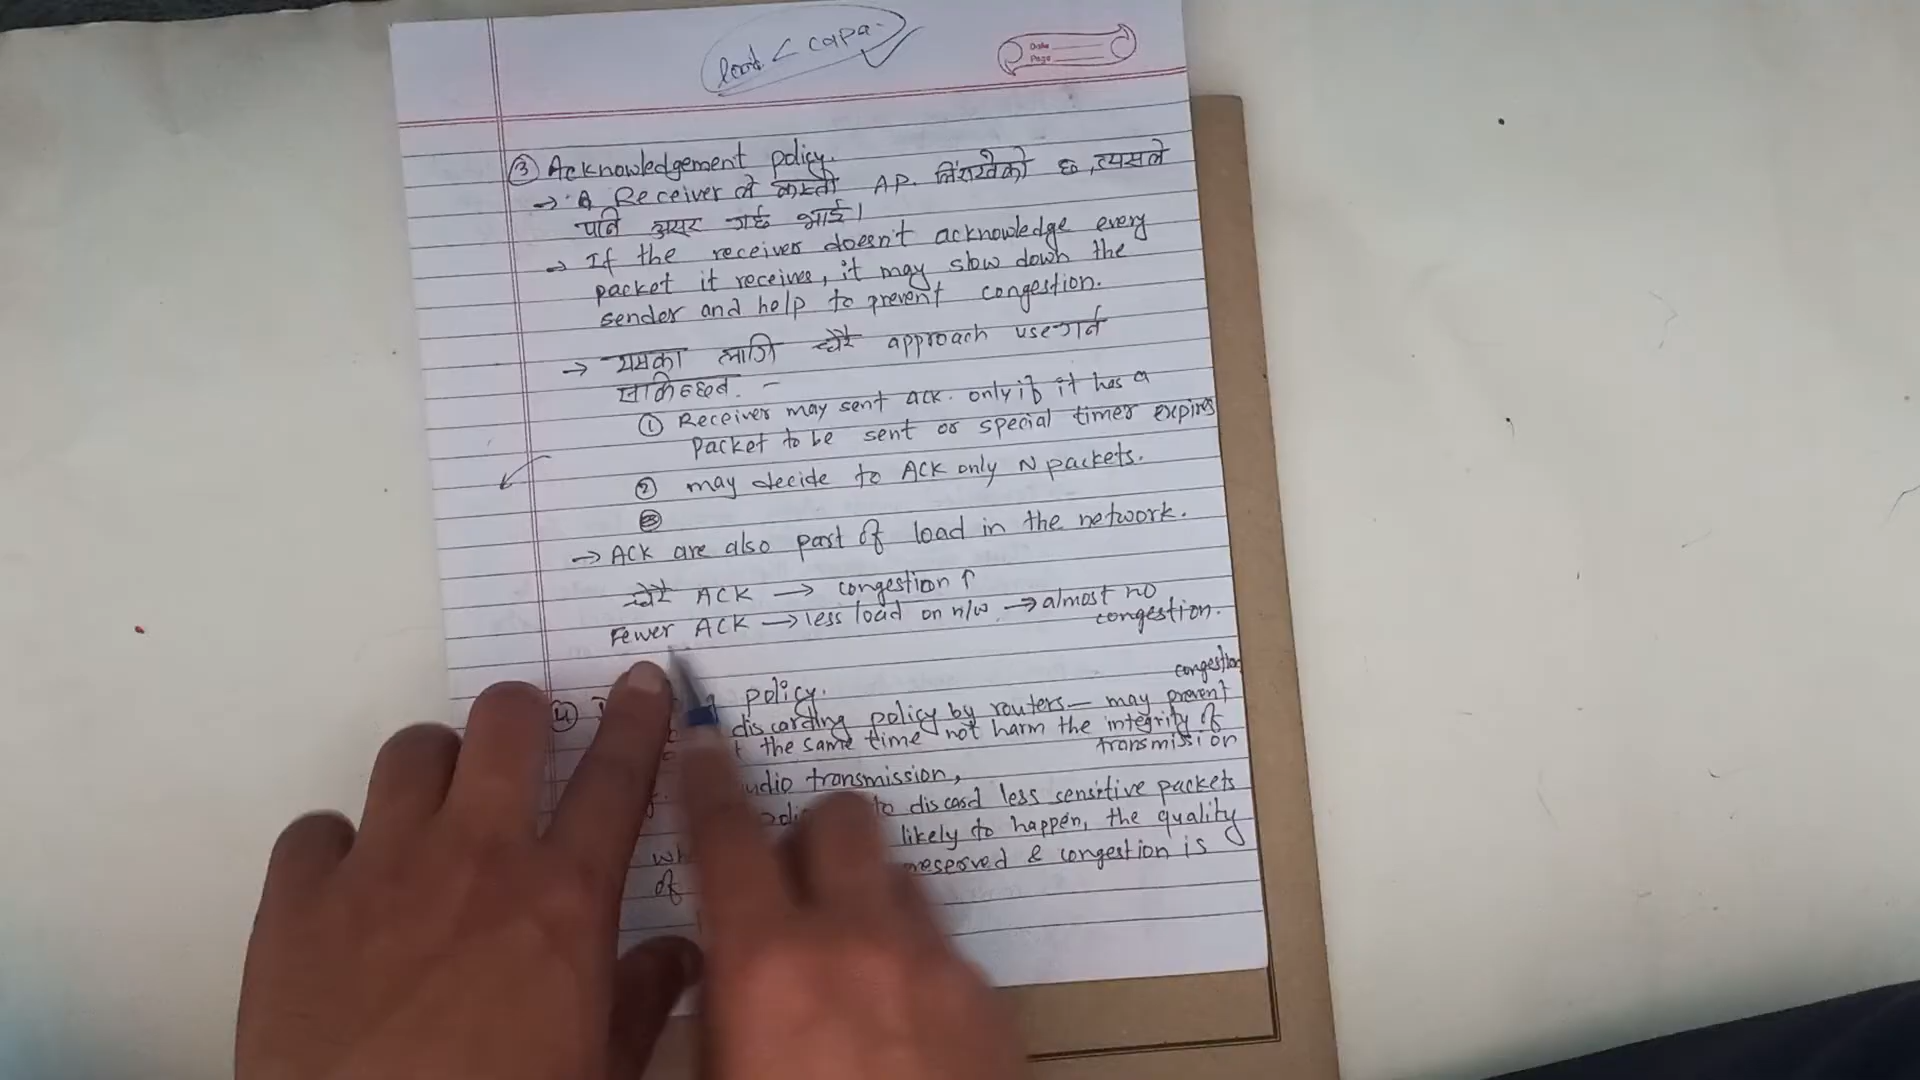 load < capa.
Date
Page
③ Acknowledgement policy.
→ Receiver ले कस्तो A.P. लिराखेको छ, त्यसले
पनि असर गर्छ भाई।
→ If the receiver doesn't acknowledge every
packet it receives, it may slow down the
sender and help to prevent congestion.
→ यसका लागि धेरै approach use गर्न
सकिन्छन. -
① Receiver may sent ack. only if it has a
packet to be sent or special timer expires
② may decide to ACK only N packets.
③
→ ACK are also part of load in the network.
धेरै ACK → congestion ↑
Fewer ACK → less load on n/w. → almost no
congestion.
④ policy.
discarding policy by routers — may prevent
congestion
the same time not harm the integrity of
transmission
audio transmission,
to discard less sensitive packets
likely to happen, the quality
of preserved & congestion is